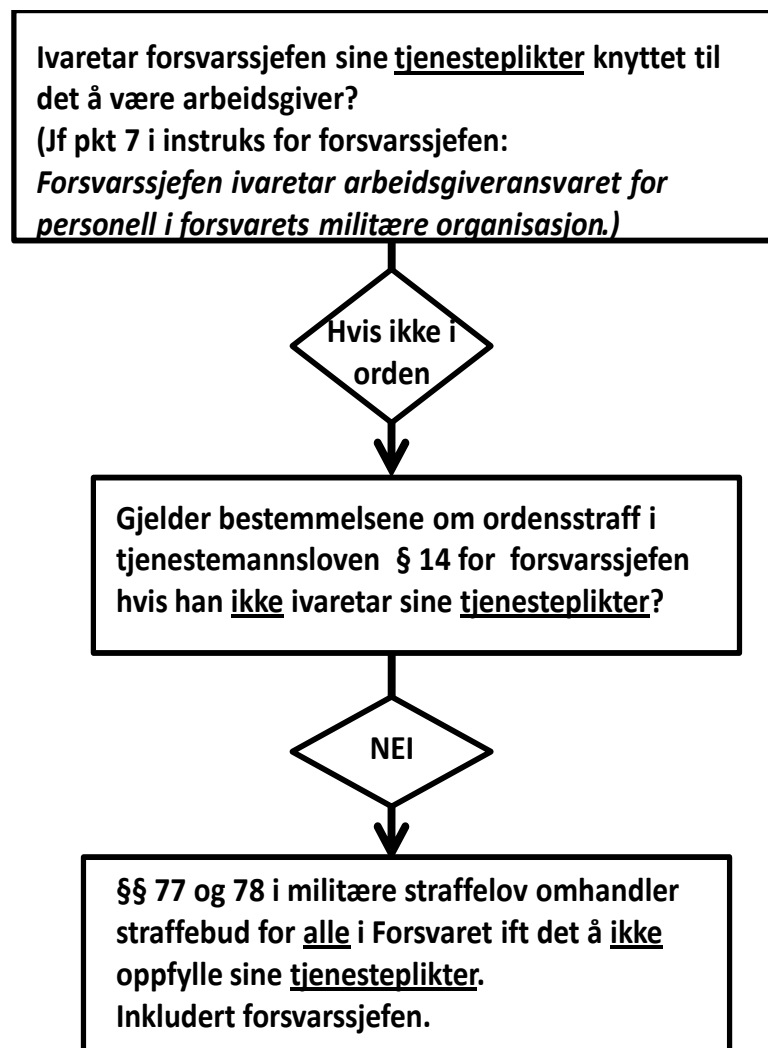 Ivaretar forsvarssjefen sine tjenesteplikter knyttet til
det å være arbeidsgiver?
(Jf pkt 7 i instruks for forsvarssjefen:
Forsvarssjefen ivaretar arbeidsgiveransvaret for
personell i forsvarets militære organisasjon.)
Hvis ikke i
orden
Gjelder bestemmelsene om ordensstraff i
tjenestemannsloven § 14 for forsvarssjefen
hvis han ikke ivaretar sine tjenesteplikter?
NEI
§§ 77 og 78 i militære straffelov omhandler
straffebud for alle i Forsvaret ift det å ikke
oppfylle sine tjenesteplikter.
Inkludert forsvarssjefen.